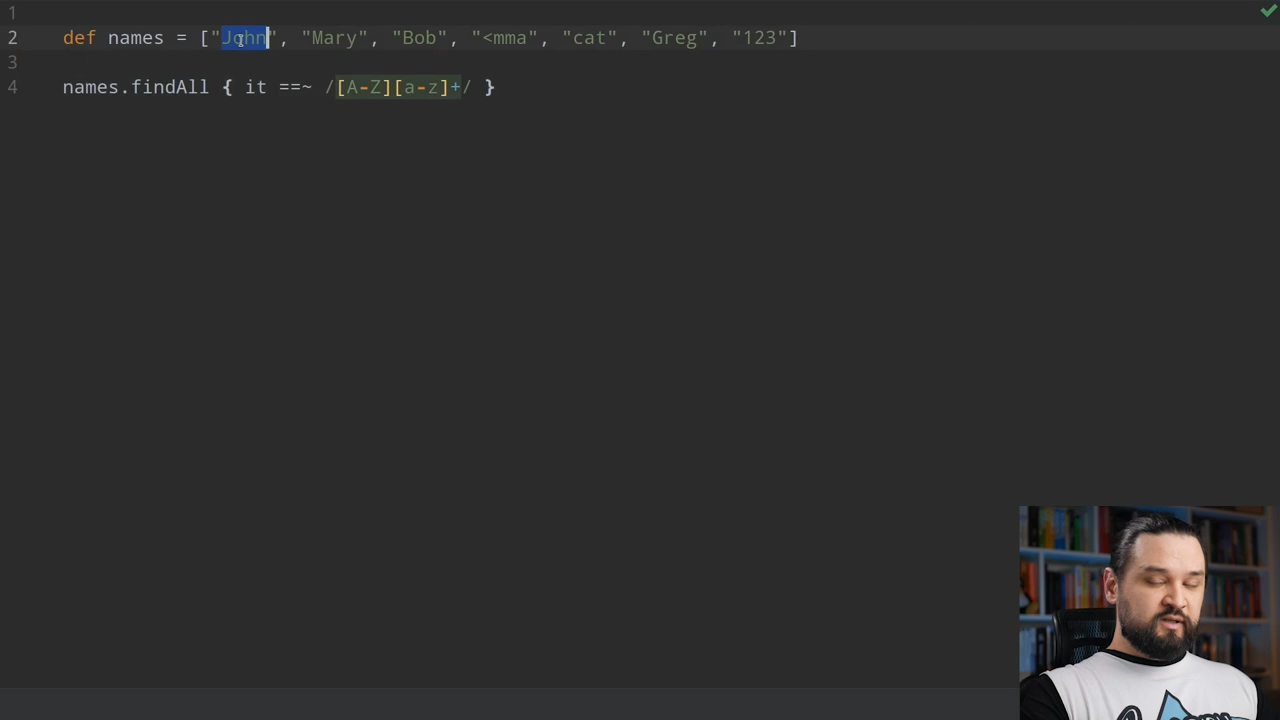 1
2 def names = ["John", "Mary", "Bob", "<mma", "cat", "Greg", "123"]
3
4 names.findAll { it ==~ /[A-Z][a-z]+/ }